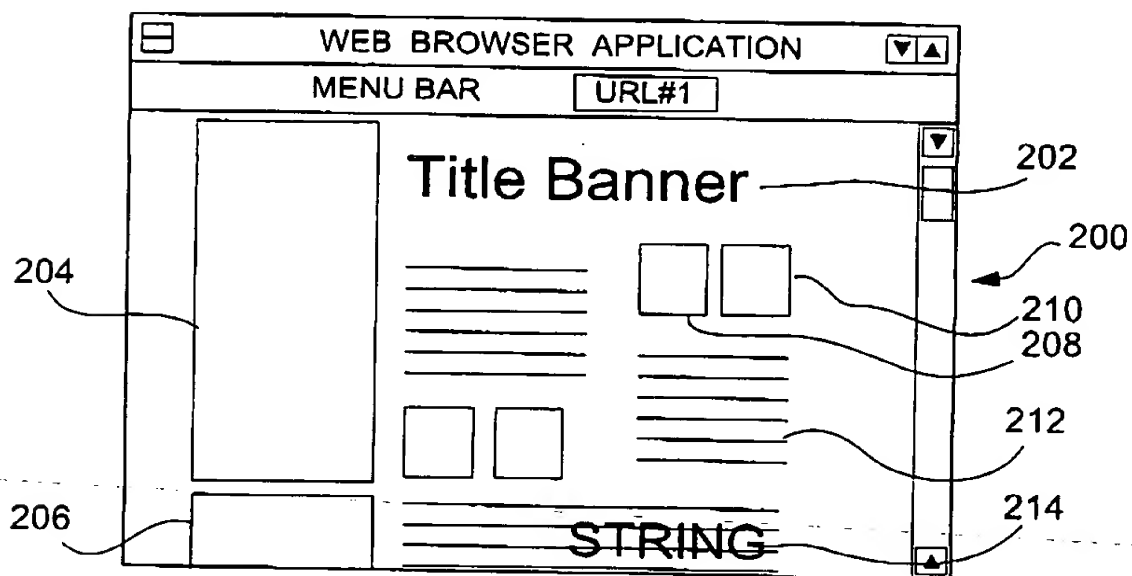 WEB BROWSER APPLICATION
MENU BAR URL#1
Title Banner
202
200
204
210
208
212
206
STRING
214